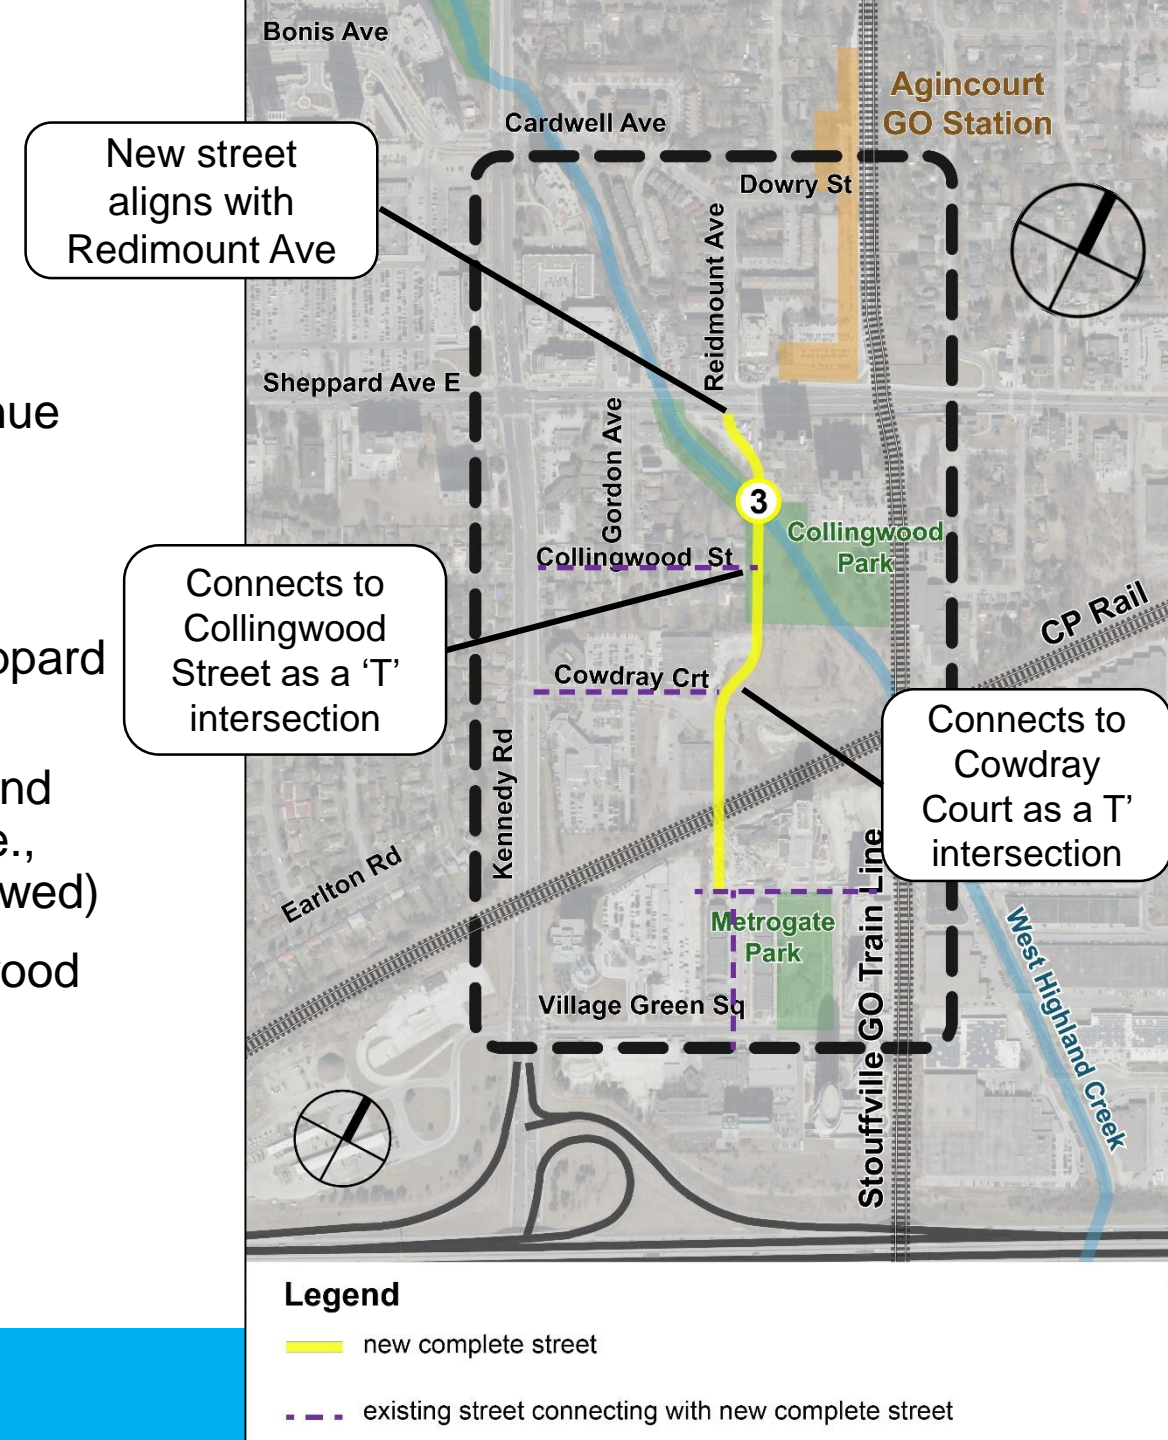 Bonis Ave
Agincourt
GO Station
Cardwell Ave
New street
aligns with
Redimount Ave
Dowry St
Reidmount Ave
Sheppard Ave E
nue
Gordon Ave
3
Collingwood
Park
Collingwood St
Connects to
Collingwood
Street as a ‘T’
intersection
CP Rail
opard
Cowdray Crt
Connects to
Cowdray
Court as a T’
intersection
Kennedy Rd
nd
e.,
wed)
Earlton Rd
Metrogate
Park
ood
Village Green Sq
Stouffville GO Train Line
West Highland Creek
Legend
new complete street
existing street connecting with new complete street